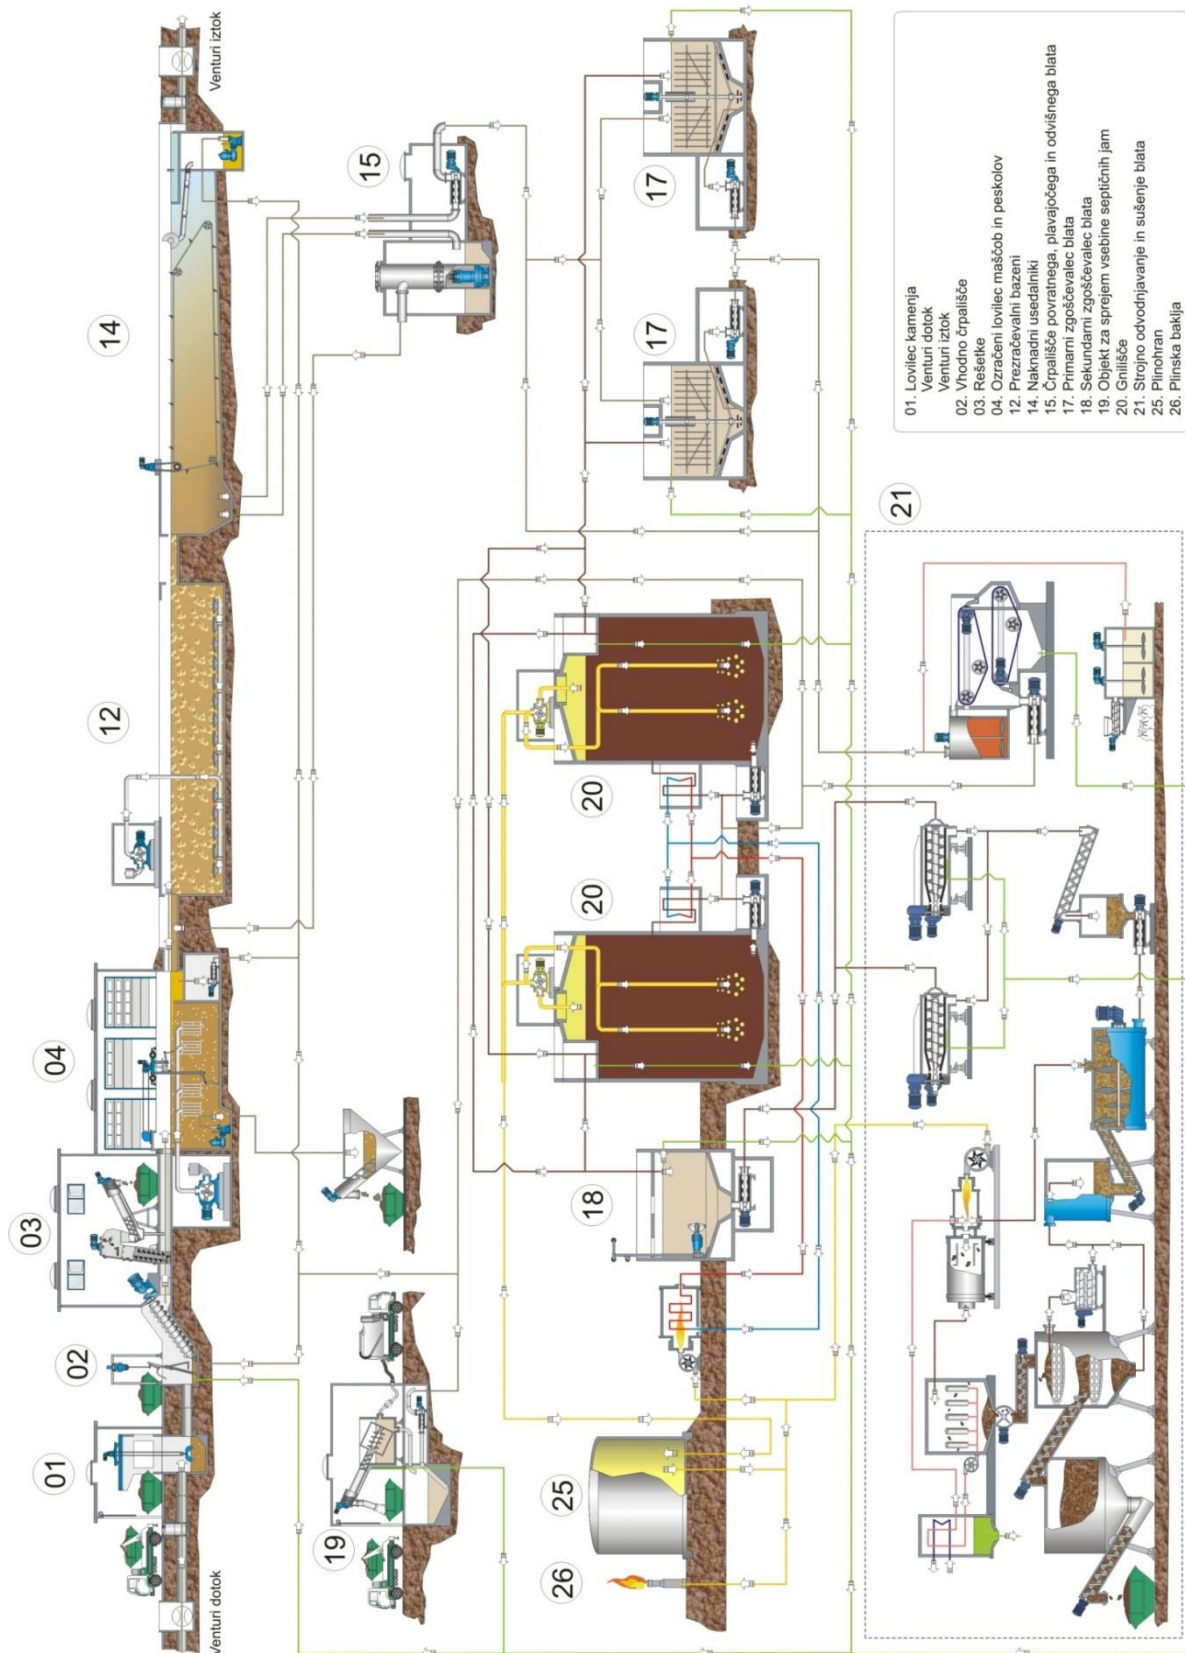 Venturi dotok
01
02
03
04
12
14
Venturi iztok
19
15
26
25
18
20
20
17
17
21
01. Lovilec kamenja
Venturi dotok
Venturi iztok
02. Vhodno črpališče
03. Rešetke
04. Ozračeni lovilec maščob in peskolov
12. Prezračevalni bazeni
14. Naknadni usedalniki
15. Črpališče povratnega, plavajočega in odvišnega blata
17. Primarni zgoščevalec blata
18. Sekundarni zgoščevalec blata
19. Objekt za sprejem vsebine septičnih jam
20. Gnilišče
21. Strojno odvodnjavanje in sušenje blata
25. Plinohran
26. Plinska baklja